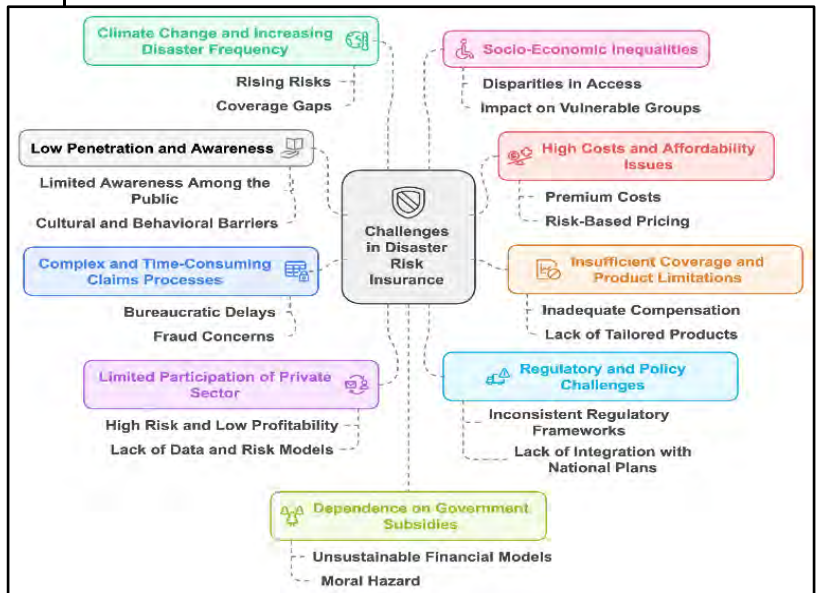 Climate Change and Increasing
Disaster Frequency
Rising Risks
Coverage Gaps
Low Penetration and Awareness
Limited Awareness Among the
Public
Cultural and Behavioral Barriers
Complex and Time-Consuming
Claims Processes
Bureaucratic Delays
Fraud Concerns
Limited Participation of Private
Sector
High Risk and Low Profitability
Lack of Data and Risk Models
Challenges
in Disaster
Risk
Insurance
Socio-Economic Inequalities
Disparities in Access
Impact on Vulnerable Groups
High Costs and Affordability
Issues
Premium Costs
Risk-Based Pricing
Insufficient Coverage and
Product Limitations
Inadequate Compensation
Lack of Tailored Products
Regulatory and Policy
Challenges
Inconsistent Regulatory
Frameworks
Lack of Integration with
National Plans
Dependence on Government
Subsidies
Unsustainable Financial Models
Moral Hazard